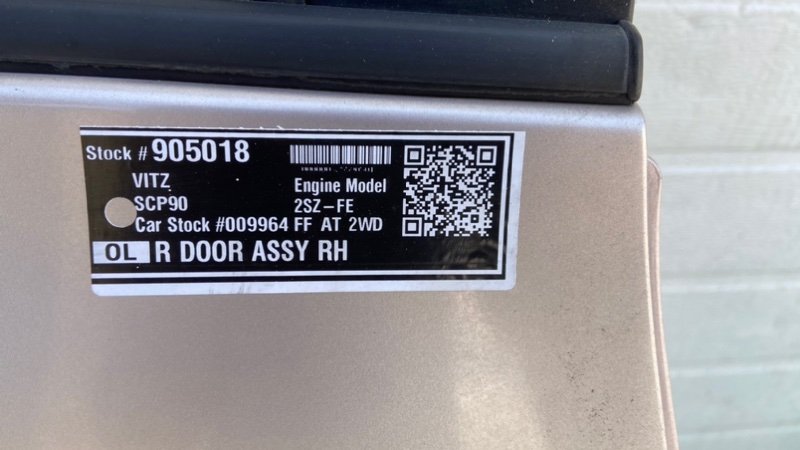 Stock # 905018
VITZ
SCP90
Car Stock #009964
Engine Model
2SZ-FE
FF AT 2WD
OL R DOOR ASSY RH